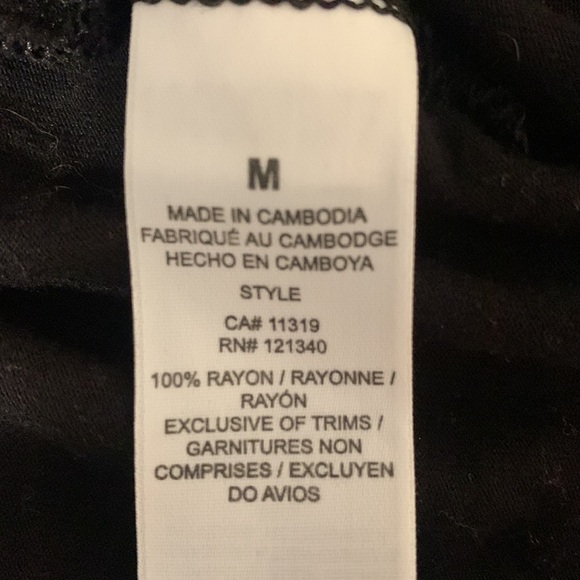 M
MADE IN CAMBODIA
FABRIQUÉ AU CAMBODGE
HECHO EN CAMBOYA
STYLE
CA# 11319
RN# 121340
100% RAYON / RAYONNE /
RAYÓN
EXCLUSIVE OF TRIMS /
GARNITURES NON
COMPRISES / EXCLUYEN
DO AVIOS